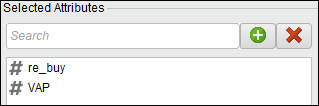 Selected Attributes
Search
# re_buy
# VAP